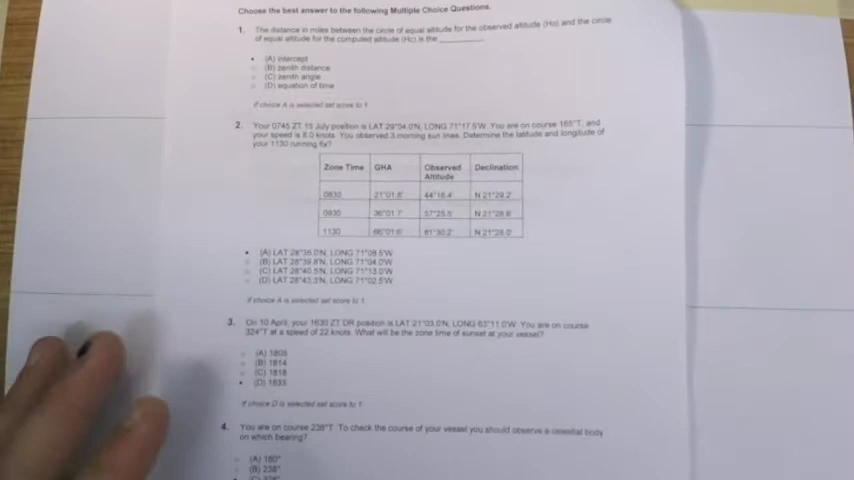 Choose the best answer to the following Multiple Choice Questions.
1. The distance in miles between the circle of equal altitude for the observed altitude (Ho) and the circle
of equal altitude for the computed altitude (Hc) is the ________
(A) intercept
(B) zenith distance
(C) zenith angle
(D) equation of time
If choice A is selected set score to 1
2. Your 0745 ZT 15 July position is LAT 29°04.0'N, LONG 71°17.5'W. You are on course 165°T, and
your speed is 8.0 knots. You observed 3 morning sun lines. Determine the latitude and longitude of
your 1130 running fix?
Zone Time GHA Observed Altitude Declination
0830 21°01.8' 44°16.4' N 21°29.2'
0930 36°01.7' 57°25.5' N 21°28.8'
1130 66°01.6' 81°30.2' N 21°28.0'
(A) LAT 28°35.0'N, LONG 71°08.5'W
(B) LAT 28°39.8'N, LONG 71°04.0'W
(C) LAT 28°40.5'N, LONG 71°13.0'W
(D) LAT 28°43.3'N, LONG 71°02.5'W
If choice A is selected set score to 1
3. On 10 April, your 1630 ZT DR position is LAT 21°03.0'N, LONG 63°11.0'W. You are on course
324°T at a speed of 22 knots. What will be the zone time of sunset at your vessel?
(A) 1805
(B) 1814
(C) 1818
(D) 1833
If choice D is selected set score to 1
4. You are on course 238°T. To check the course of your vessel you should observe a celestial body
on which bearing?
(A) 180°
(B) 238°